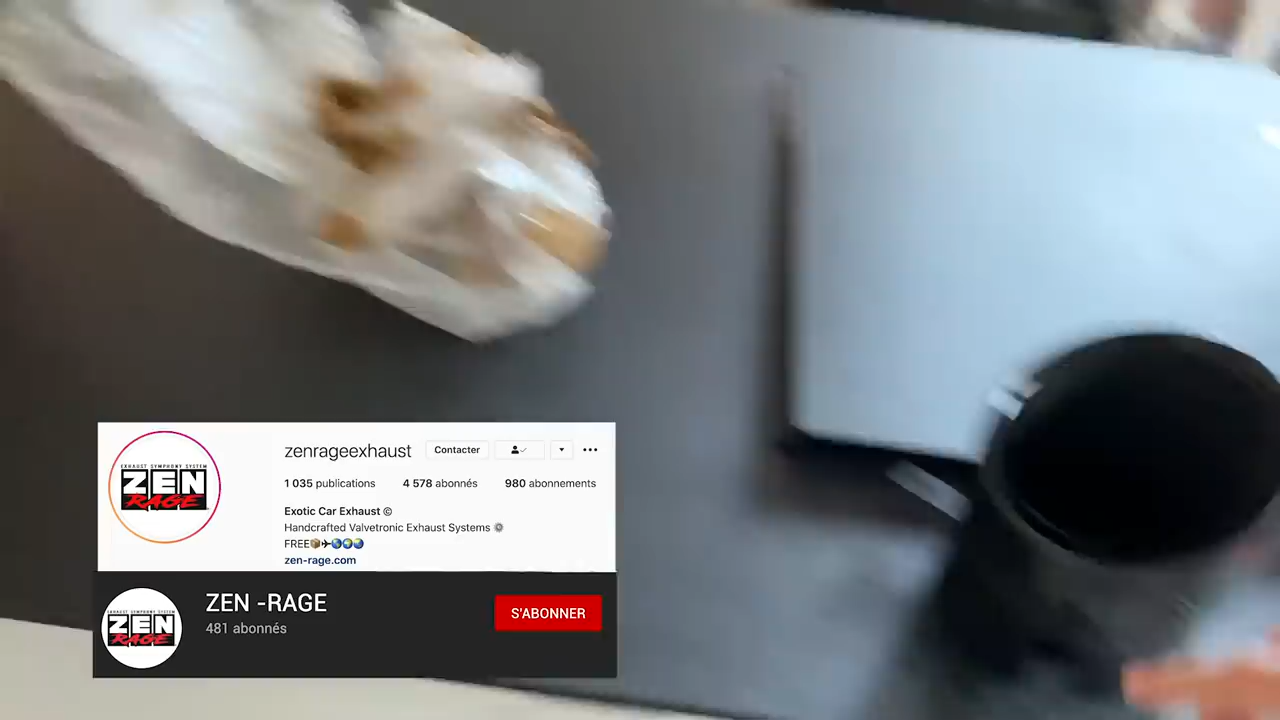 zenrageexhaust Contacter
1 035 publications 4 578 abonnés 980 abonnements
EXHAUST SYMPHONY SYSTEM
ZEN
RAGE
Exotic Car Exhaust ©
Handcrafted Valvetronic Exhaust Systems
FREE📦✈🌎🌍🌏
zen-rage.com
EXHAUST SYMPHONY SYSTEM
ZEN
RAGE
ZEN -RAGE
481 abonnés
S'ABONNER